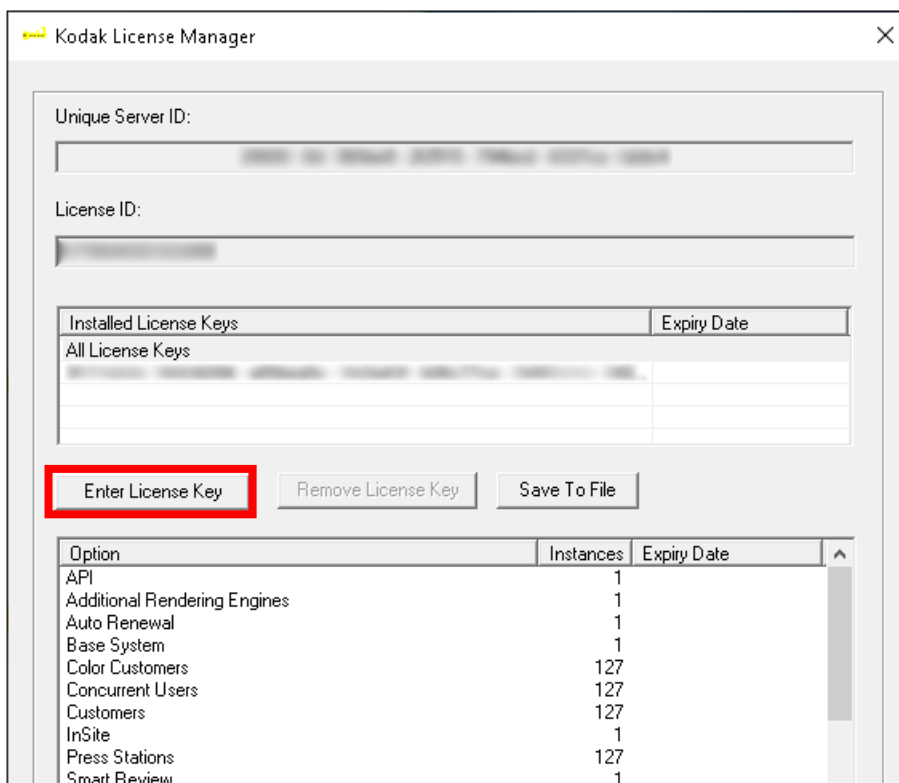 Kodak License Manager
Unique Server ID:
License ID:
Installed License Keys Expiry Date
All License Keys
Enter License Key Remove License Key Save To File
Option Instances Expiry Date
API 1
Additional Rendering Engines 1
Auto Renewal 1
Base System 1
Color Customers 127
Concurrent Users 127
Customers 127
InSite 1
Press Stations 127
Smart Review 1